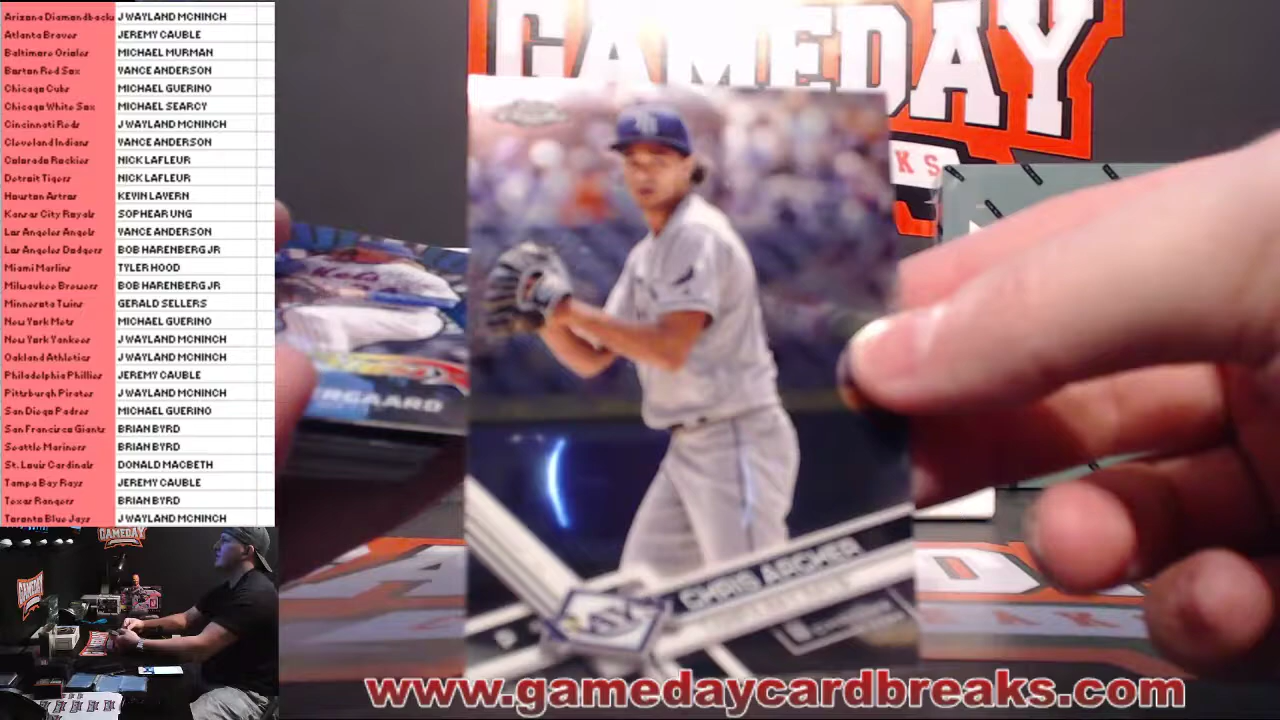 Arizona Diamondbacks J WAYLAND MCNINCH
Atlanta Braves JEREMY CAUBLE
Baltimore Orioles MICHAEL MURMAN
Boston Red Sox VANCE ANDERSON
Chicago Cubs MICHAEL GUERINO
Chicago White Sox MICHAEL SEARCY
Cincinnati Reds J WAYLAND MCNINCH
Cleveland Indians VANCE ANDERSON
Colorado Rockies NICK LAFLEUR
Detroit Tigers NICK LAFLEUR
Houston Astros KEVIN LAVERN
Kansas City Royals SOPHEAR UNG
Los Angeles Angels VANCE ANDERSON
Los Angeles Dodgers BOB HARENBERG JR
Miami Marlins TYLER HOOD
Milwaukee Brewers BOB HARENBERG JR
Minnesota Twins GERALD SELLERS
New York Mets MICHAEL GUERINO
New York Yankees J WAYLAND MCNINCH
Oakland Athletics J WAYLAND MCNINCH
Philadelphia Phillies JEREMY CAUBLE
Pittsburgh Pirates J WAYLAND MCNINCH
San Diego Padres MICHAEL GUERINO
San Francisco Giants BRIAN BYRD
Seattle Mariners BRIAN BYRD
St. Louis Cardinals DONALD MACBETH
Tampa Bay Rays JEREMY CAUBLE
Texas Rangers BRIAN BYRD
Toronto Blue Jays J WAYLAND MCNINCH
GAMEDAY
KS
Mets
ERGAARD
CHRIS ARCHER
RAYS
P
GAMEDAY
GAMEDAY
www.gamedaycardbreaks.com